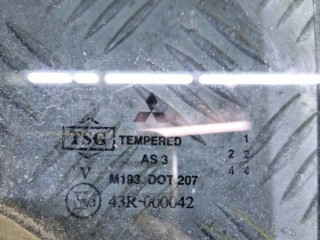 TSG TEMPERED 1
AS 3 2 2
V M193 DOT 207 4 4
43R-000042